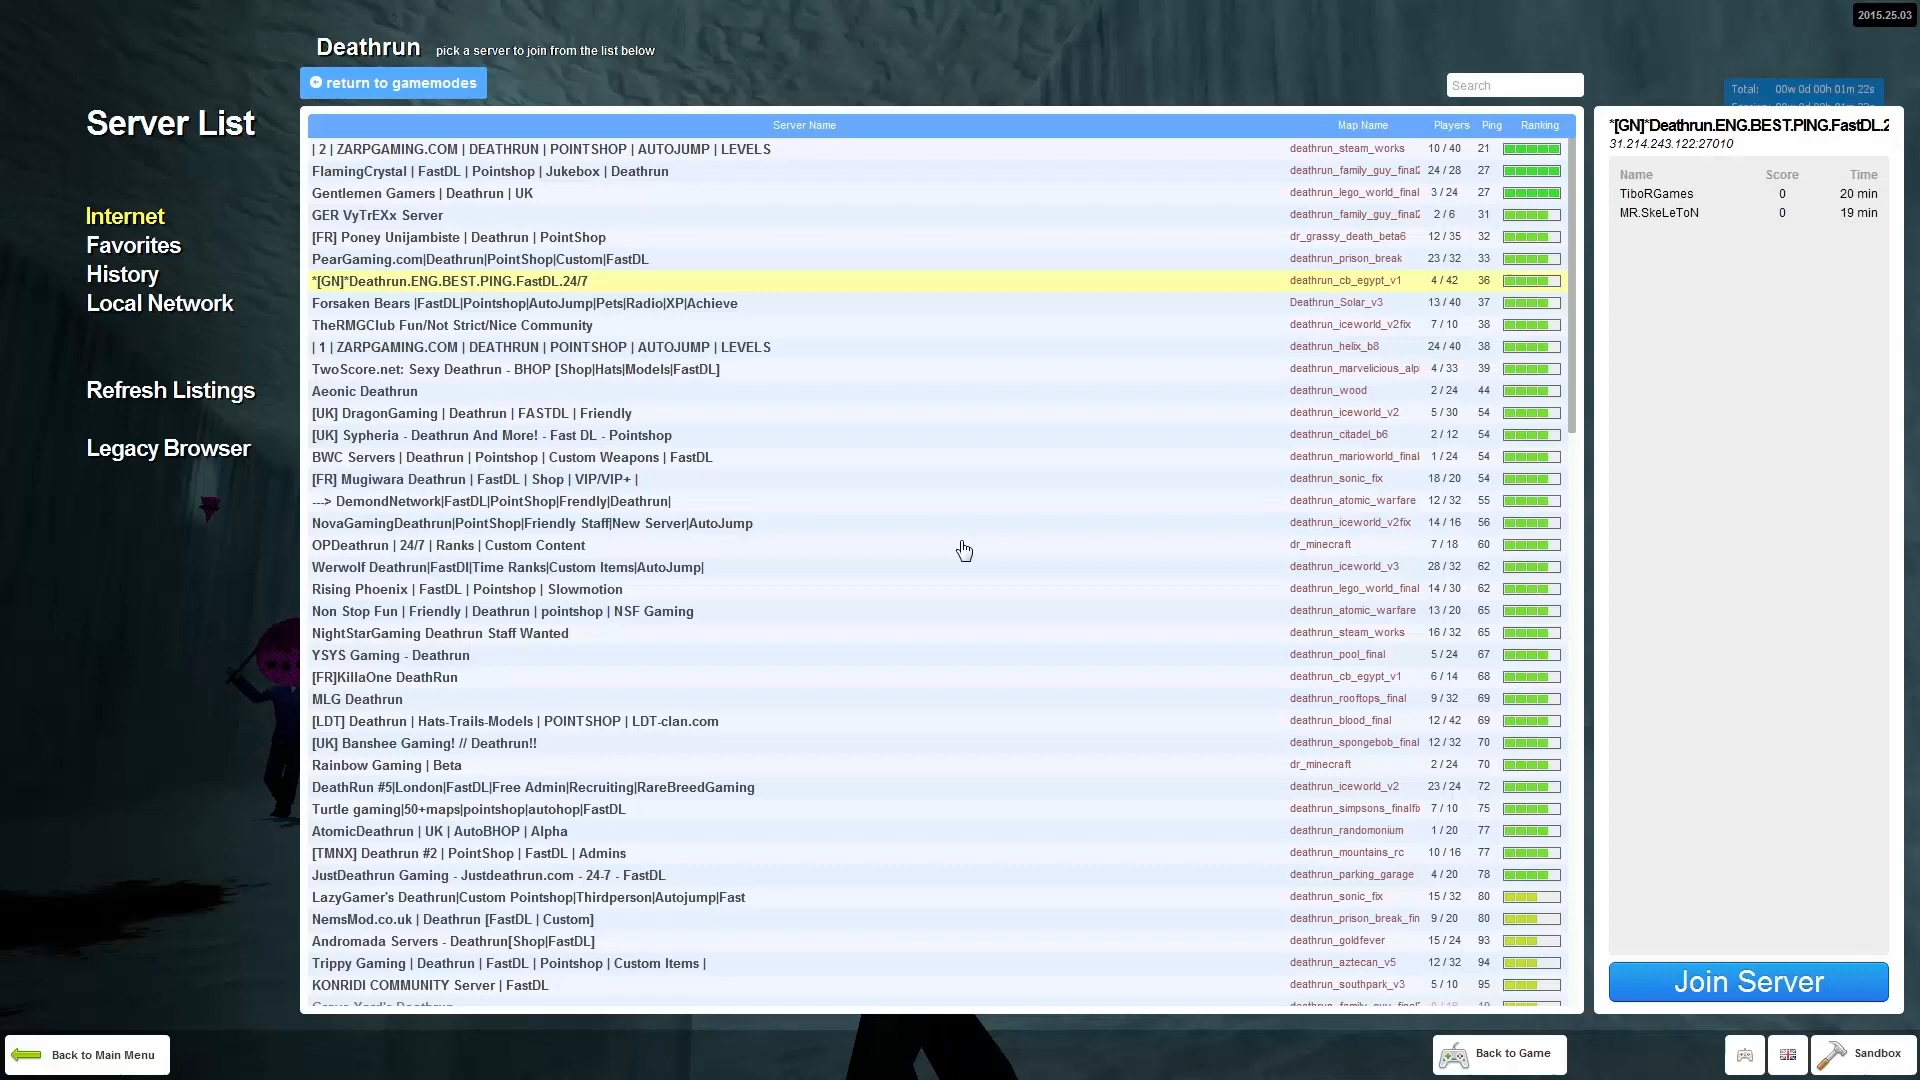 2015.25.03
Deathrun pick a server to join from the list below
return to gamemodes
Search
Total: 00w 0d 00h 01m 22s
Server List
Internet
Favorites
History
Local Network
Refresh Listings
Legacy Browser
Server Name Map Name Players Ping Ranking
| 2 | ZARPGAMING.COM | DEATHRUN | POINTSHOP | AUTOJUMP | LEVELS deathrun_steam_works 10 / 40 21
FlamingCrystal | FastDL | Pointshop | Jukebox | Deathrun deathrun_family_guy_final2 24 / 28 27
Gentlemen Gamers | Deathrun | UK deathrun_lego_world_final 3 / 24 27
GER VyTrEXx Server deathrun_family_guy_final2 2 / 6 31
[FR] Poney Unijambiste | Deathrun | PointShop dr_grassy_death_beta6 12 / 35 32
PearGaming.com|Deathrun|PointShop|Custom|FastDL deathrun_prison_break 23 / 32 33
*[GN]*Deathrun.ENG.BEST.PING.FastDL.24/7 deathrun_cb_egypt_v1 4 / 42 36
Forsaken Bears |FastDL|Pointshop|AutoJump|Pets|Radio|XP|Achieve Deathrun_Solar_v3 13 / 40 37
TheRMGClub Fun/Not Strict/Nice Community deathrun_iceworld_v2fix 7 / 10 38
| 1 | ZARPGAMING.COM | DEATHRUN | POINTSHOP | AUTOJUMP | LEVELS deathrun_helix_b8 24 / 40 38
TwoScore.net: Sexy Deathrun - BHOP [Shop|Hats|Models|FastDL] deathrun_marvelicious_alp 4 / 33 39
Aeonic Deathrun deathrun_wood 2 / 24 44
[UK] DragonGaming | Deathrun | FASTDL | Friendly deathrun_iceworld_v2 5 / 30 54
[UK] Sypheria - Deathrun And More! - Fast DL - Pointshop deathrun_citadel_b6 2 / 12 54
BWC Servers | Deathrun | Pointshop | Custom Weapons | FastDL deathrun_marioworld_final 1 / 24 54
[FR] Mugiwara Deathrun | FastDL | Shop | VIP/VIP+ | deathrun_sonic_fix 18 / 20 54
---> DemondNetwork|FastDL|PointShop|Frendly|Deathrun| deathrun_atomic_warfare 12 / 32 55
NovaGamingDeathrun|PointShop|Friendly Staff|New Server|AutoJump deathrun_iceworld_v2fix 14 / 16 56
OPDeathrun | 24/7 | Ranks | Custom Content dr_minecraft 7 / 18 60
Werwolf Deathrun|FastDl|Time Ranks|Custom Items|AutoJump| deathrun_iceworld_v3 28 / 32 62
Rising Phoenix | FastDL | Pointshop | Slowmotion deathrun_lego_world_final 14 / 30 62
Non Stop Fun | Friendly | Deathrun | pointshop | NSF Gaming deathrun_atomic_warfare 13 / 20 65
NightStarGaming Deathrun Staff Wanted deathrun_steam_works 16 / 32 65
YSYS Gaming - Deathrun deathrun_pool_final 5 / 24 67
[FR]KillaOne DeathRun deathrun_cb_egypt_v1 6 / 14 68
MLG Deathrun deathrun_rooftops_final 9 / 32 69
[LDT] Deathrun | Hats-Trails-Models | POINTSHOP | LDT-clan.com deathrun_blood_final 12 / 42 69
[UK] Banshee Gaming! // Deathrun!! deathrun_spongebob_final 12 / 32 70
Rainbow Gaming | Beta dr_minecraft 2 / 24 70
DeathRun #5|London|FastDL|Free Admin|Recruiting|RareBreedGaming deathrun_iceworld_v2 23 / 24 72
Turtle gaming|50+maps|pointshop|autohop|FastDL deathrun_simpsons_finalfix 7 / 10 75
AtomicDeathrun | UK | AutoBHOP | Alpha deathrun_randomonium 1 / 20 77
[TMNX] Deathrun #2 | PointShop | FastDL | Admins deathrun_mountains_rc 10 / 16 77
JustDeathrun Gaming - Justdeathrun.com - 24-7 - FastDL deathrun_parking_garage 4 / 20 78
LazyGamer's Deathrun|Custom Pointshop|Thirdperson|Autojump|Fast deathrun_sonic_fix 15 / 32 80
NemsMod.co.uk | Deathrun [FastDL | Custom] deathrun_prison_break_fin 9 / 20 80
Andromada Servers - Deathrun[Shop|FastDL] deathrun_goldfever 15 / 24 93
Trippy Gaming | Deathrun | FastDL | Pointshop | Custom Items | deathrun_aztecan_v5 12 / 32 94
KONRIDI COMMUNITY Server | FastDL deathrun_southpark_v3 5 / 10 95
*[GN]*Deathrun.ENG.BEST.PING.FastDL.2
31.214.243.122:27010
Name Score Time
TiboRGames 0 20 min
MR.SkeLeToN 0 19 min
Join Server
Back to Main Menu
Back to Game
Sandbox